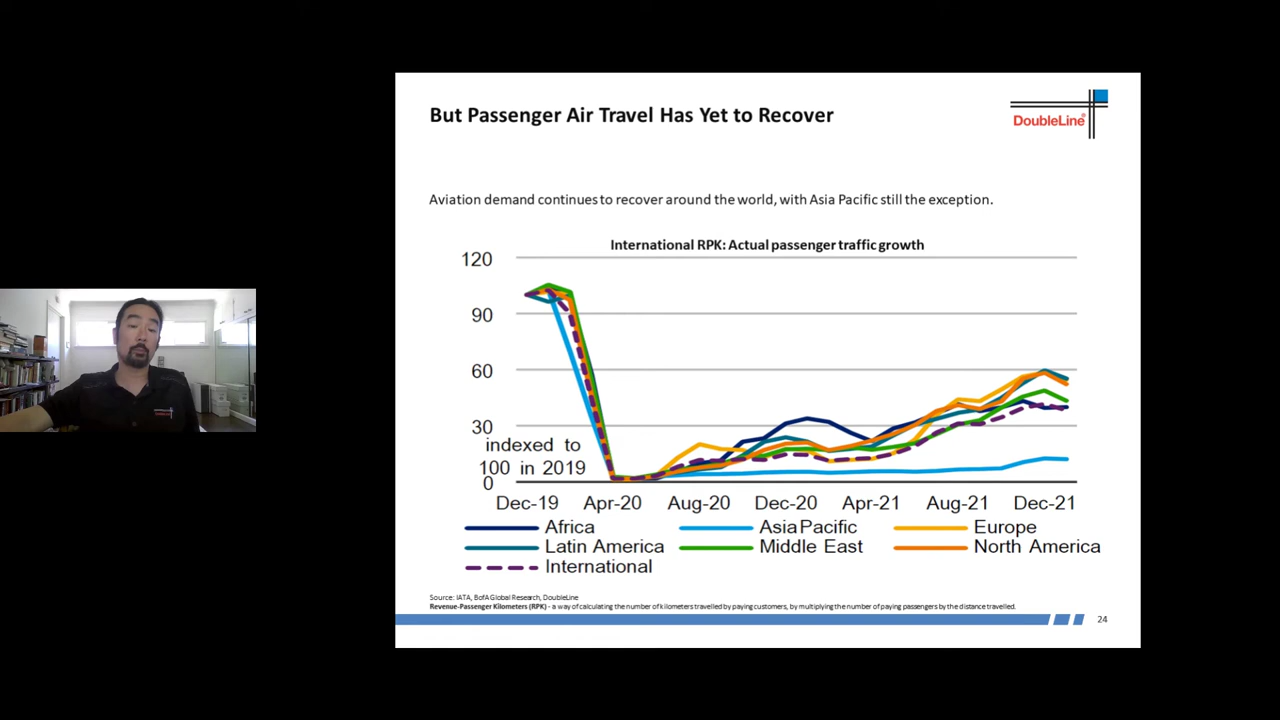 But Passenger Air Travel Has Yet to Recover
DoubleLine®
Aviation demand continues to recover around the world, with Asia Pacific still the exception.
International RPK: Actual passenger traffic growth
120
90
60
30
indexed to
100 in 2019
0
Dec-19 Apr-20 Aug-20 Dec-20 Apr-21 Aug-21 Dec-21
Africa Asia Pacific Europe
Latin America Middle East North America
International
Source: IATA, BofA Global Research, DoubleLine
Revenue-Passenger Kilometers (RPK) - a way of calculating the number of kilometers travelled by paying customers, by multiplying the number of paying passengers by the distance travelled.
24